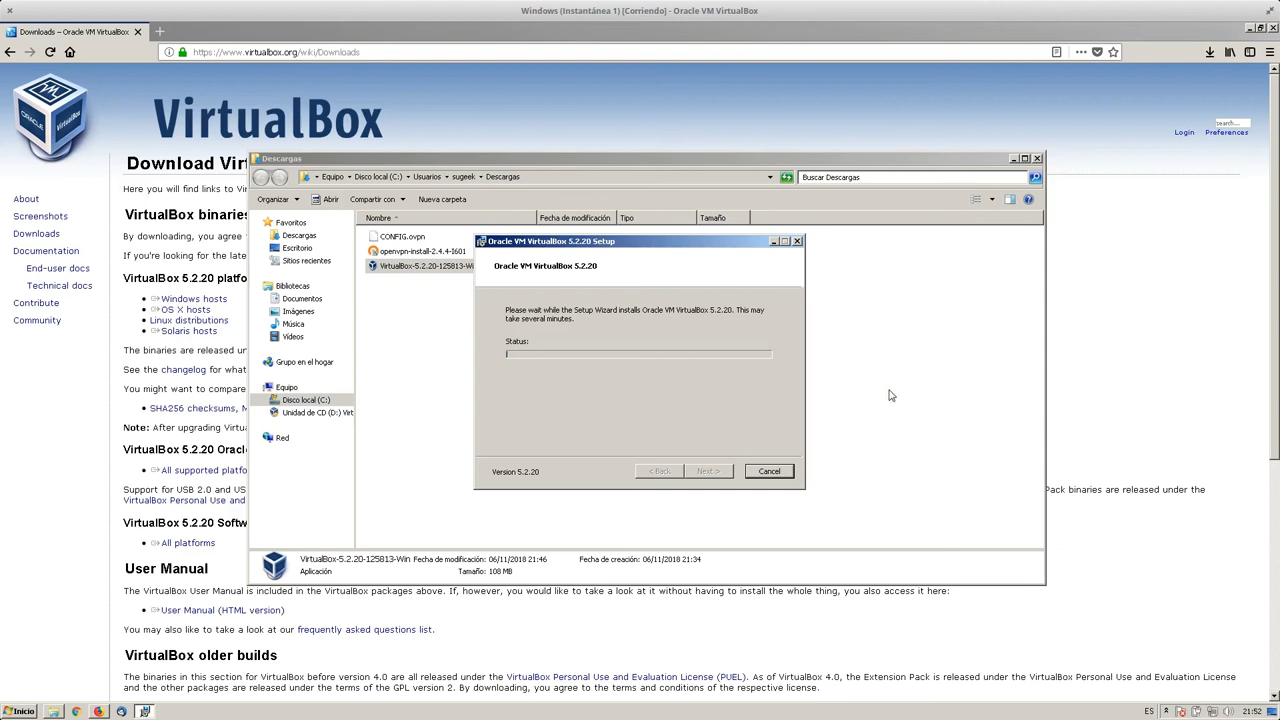 Windows (Instantánea 1) [Corriendo] - Oracle VM VirtualBox
Downloads – Oracle VM VirtualBox
https://www.virtualbox.org/wiki/Downloads
ORACLE
VirtualBox
VirtualBox
search...
Login
Preferences
About
Screenshots
Downloads
Documentation
End-user docs
Technical docs
Contribute
Community
Download Vir
Here you will find links to Vi
VirtualBox binaries
By downloading, you agree
If you're looking for the late
VirtualBox 5.2.20 platfo
Windows hosts
OS X hosts
Linux distributions
Solaris hosts
The binaries are released un
See the changelog for what
You might want to compare
SHA256 checksums, M
Note: After upgrading Virtua
VirtualBox 5.2.20 Oracl
All supported platfo
Support for USB 2.0 and US
Pack binaries are released under the
VirtualBox Personal Use and
VirtualBox 5.2.20 Softw
All platforms
User Manual
The VirtualBox User Manual is included in the VirtualBox packages above. If, however, you would like to take a look at it without having to install the whole thing, you also access it here:
User Manual (HTML version)
You may also like to take a look at our frequently asked questions list.
VirtualBox older builds
The binaries in this section for VirtualBox before version 4.0 are all released under the VirtualBox Personal Use and Evaluation License (PUEL). As of VirtualBox 4.0, the Extension Pack is released under the VirtualBox Personal Use and Evaluation License
and the other packages are released under the terms of the GPL version 2. By downloading, you agree to the terms and conditions of the respective license.
Descargas
Equipo
Disco local (C:)
Usuarios
sugeek
Descargas
Buscar Descargas
Organizar
Abrir
Compartir con
Nueva carpeta
Favoritos
Descargas
Escritorio
Sitios recientes
Bibliotecas
Documentos
Imágenes
Música
Vídeos
Grupo en el hogar
Equipo
Disco local (C:)
Unidad de CD (D:) Virt
Red
Nombre
Fecha de modificación
Tipo
Tamaño
CONFIG.ovpn
openvpn-install-2.4.4-I601
VirtualBox-5.2.20-125813-Wi
VirtualBox-5.2.20-125813-Win
Fecha de modificación: 06/11/2018 21:46
Fecha de creación: 06/11/2018 21:34
Aplicación
Tamaño: 108 MB
Oracle VM VirtualBox 5.2.20 Setup
Oracle VM VirtualBox 5.2.20
Please wait while the Setup Wizard installs Oracle VM VirtualBox 5.2.20. This may
take several minutes.
Status:
Version 5.2.20
< Back
Next >
Cancel
Inicio
ES
21:52